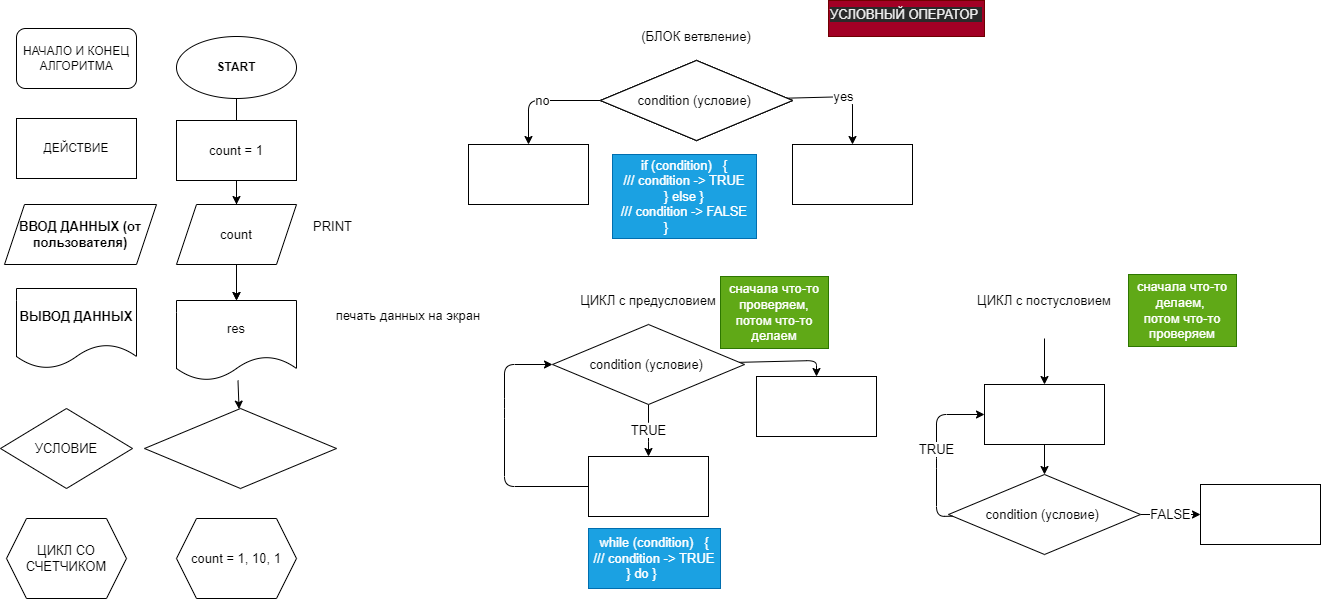 НАЧАЛО И КОНЕЦ
АЛГОРИТМА
START
ДЕЙСТВИЕ
count = 1
ВВОД ДАННЫХ (от
пользователя)
count
PRINT
ВЫВОД ДАННЫХ
res
печать данных на экран
УСЛОВИЕ
ЦИКЛ СО
СЧЕТЧИКОМ
count = 1, 10, 1
УСЛОВНЫЙ ОПЕРАТОР
(БЛОК ветвление)
condition (условие)
no
yes
if (condition) {
/// condition -> TRUE
} else }
/// condition -> FALSE
}
ЦИКЛ с предусловием
сначала что-то
проверяем,
потом что-то
делаем
condition (условие)
TRUE
while (condition) {
/// condition -> TRUE
} do }
ЦИКЛ с постусловием
сначала что-то
делаем,
потом что-то
проверяем
TRUE
condition (условие)
FALSE